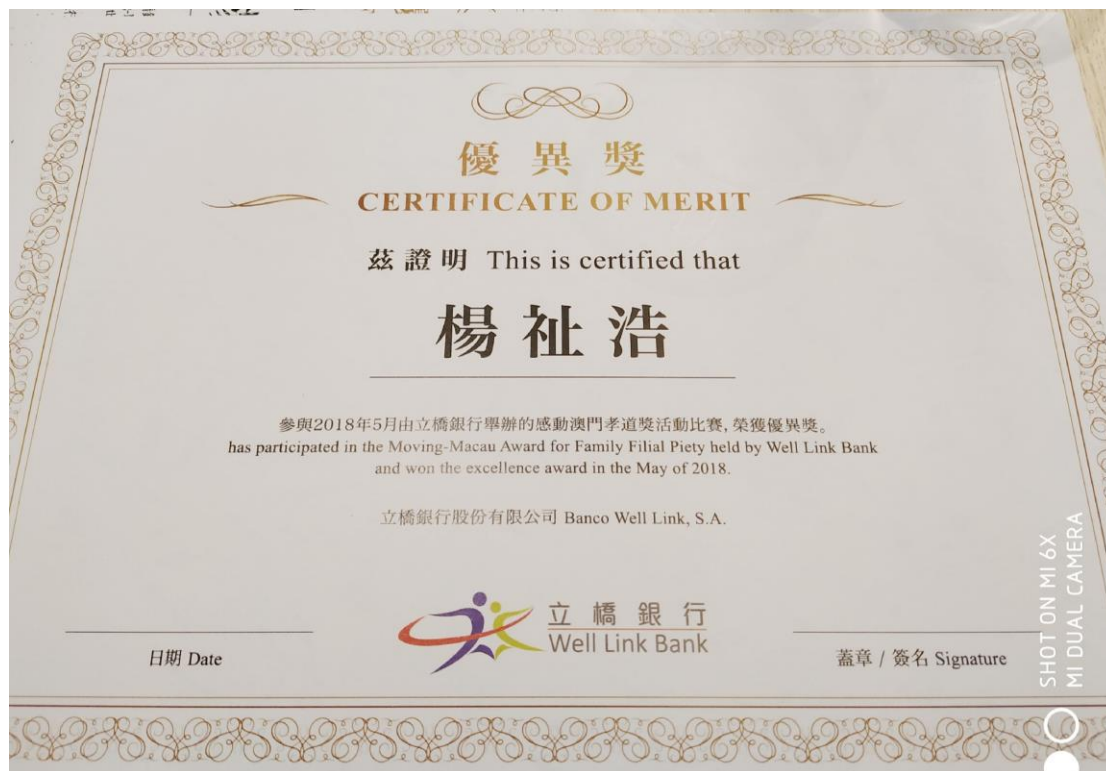 優異獎
CERTIFICATE OF MERIT
茲證明 This is certified that
楊祉浩
參與2018年5月由立橋銀行舉辦的感動澳門孝道獎活動比賽, 榮獲優異獎。
has participated in the Moving-Macau Award for Family Filial Piety held by Well Link Bank
and won the excellence award in the May of 2018.
立橋銀行股份有限公司 Banco Well Link, S.A.
立橋銀行
Well Link Bank
日期 Date
蓋章 / 簽名 Signature
SHOT ON MI 6X
MI DUAL CAMERA